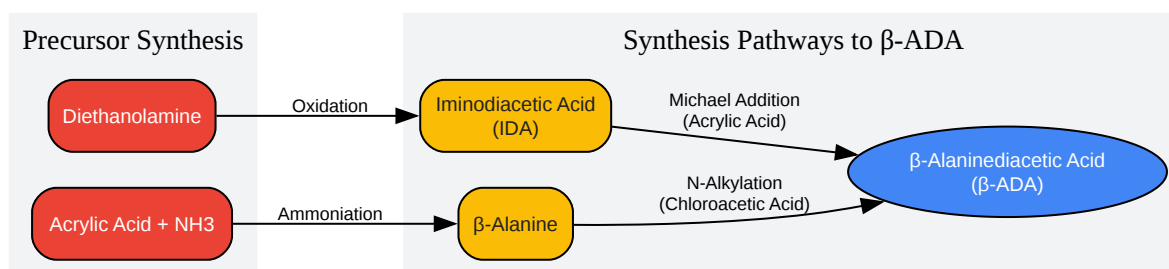 Precursor Synthesis
Synthesis Pathways to β-ADA
Diethanolamine
Oxidation
Iminodiacetic Acid
(IDA)
Michael Addition
(Acrylic Acid)
β-Alaninediacetic Acid
(β-ADA)
Acrylic Acid + NH3
Ammoniation
β-Alanine
N-Alkylation
(Chloroacetic Acid)